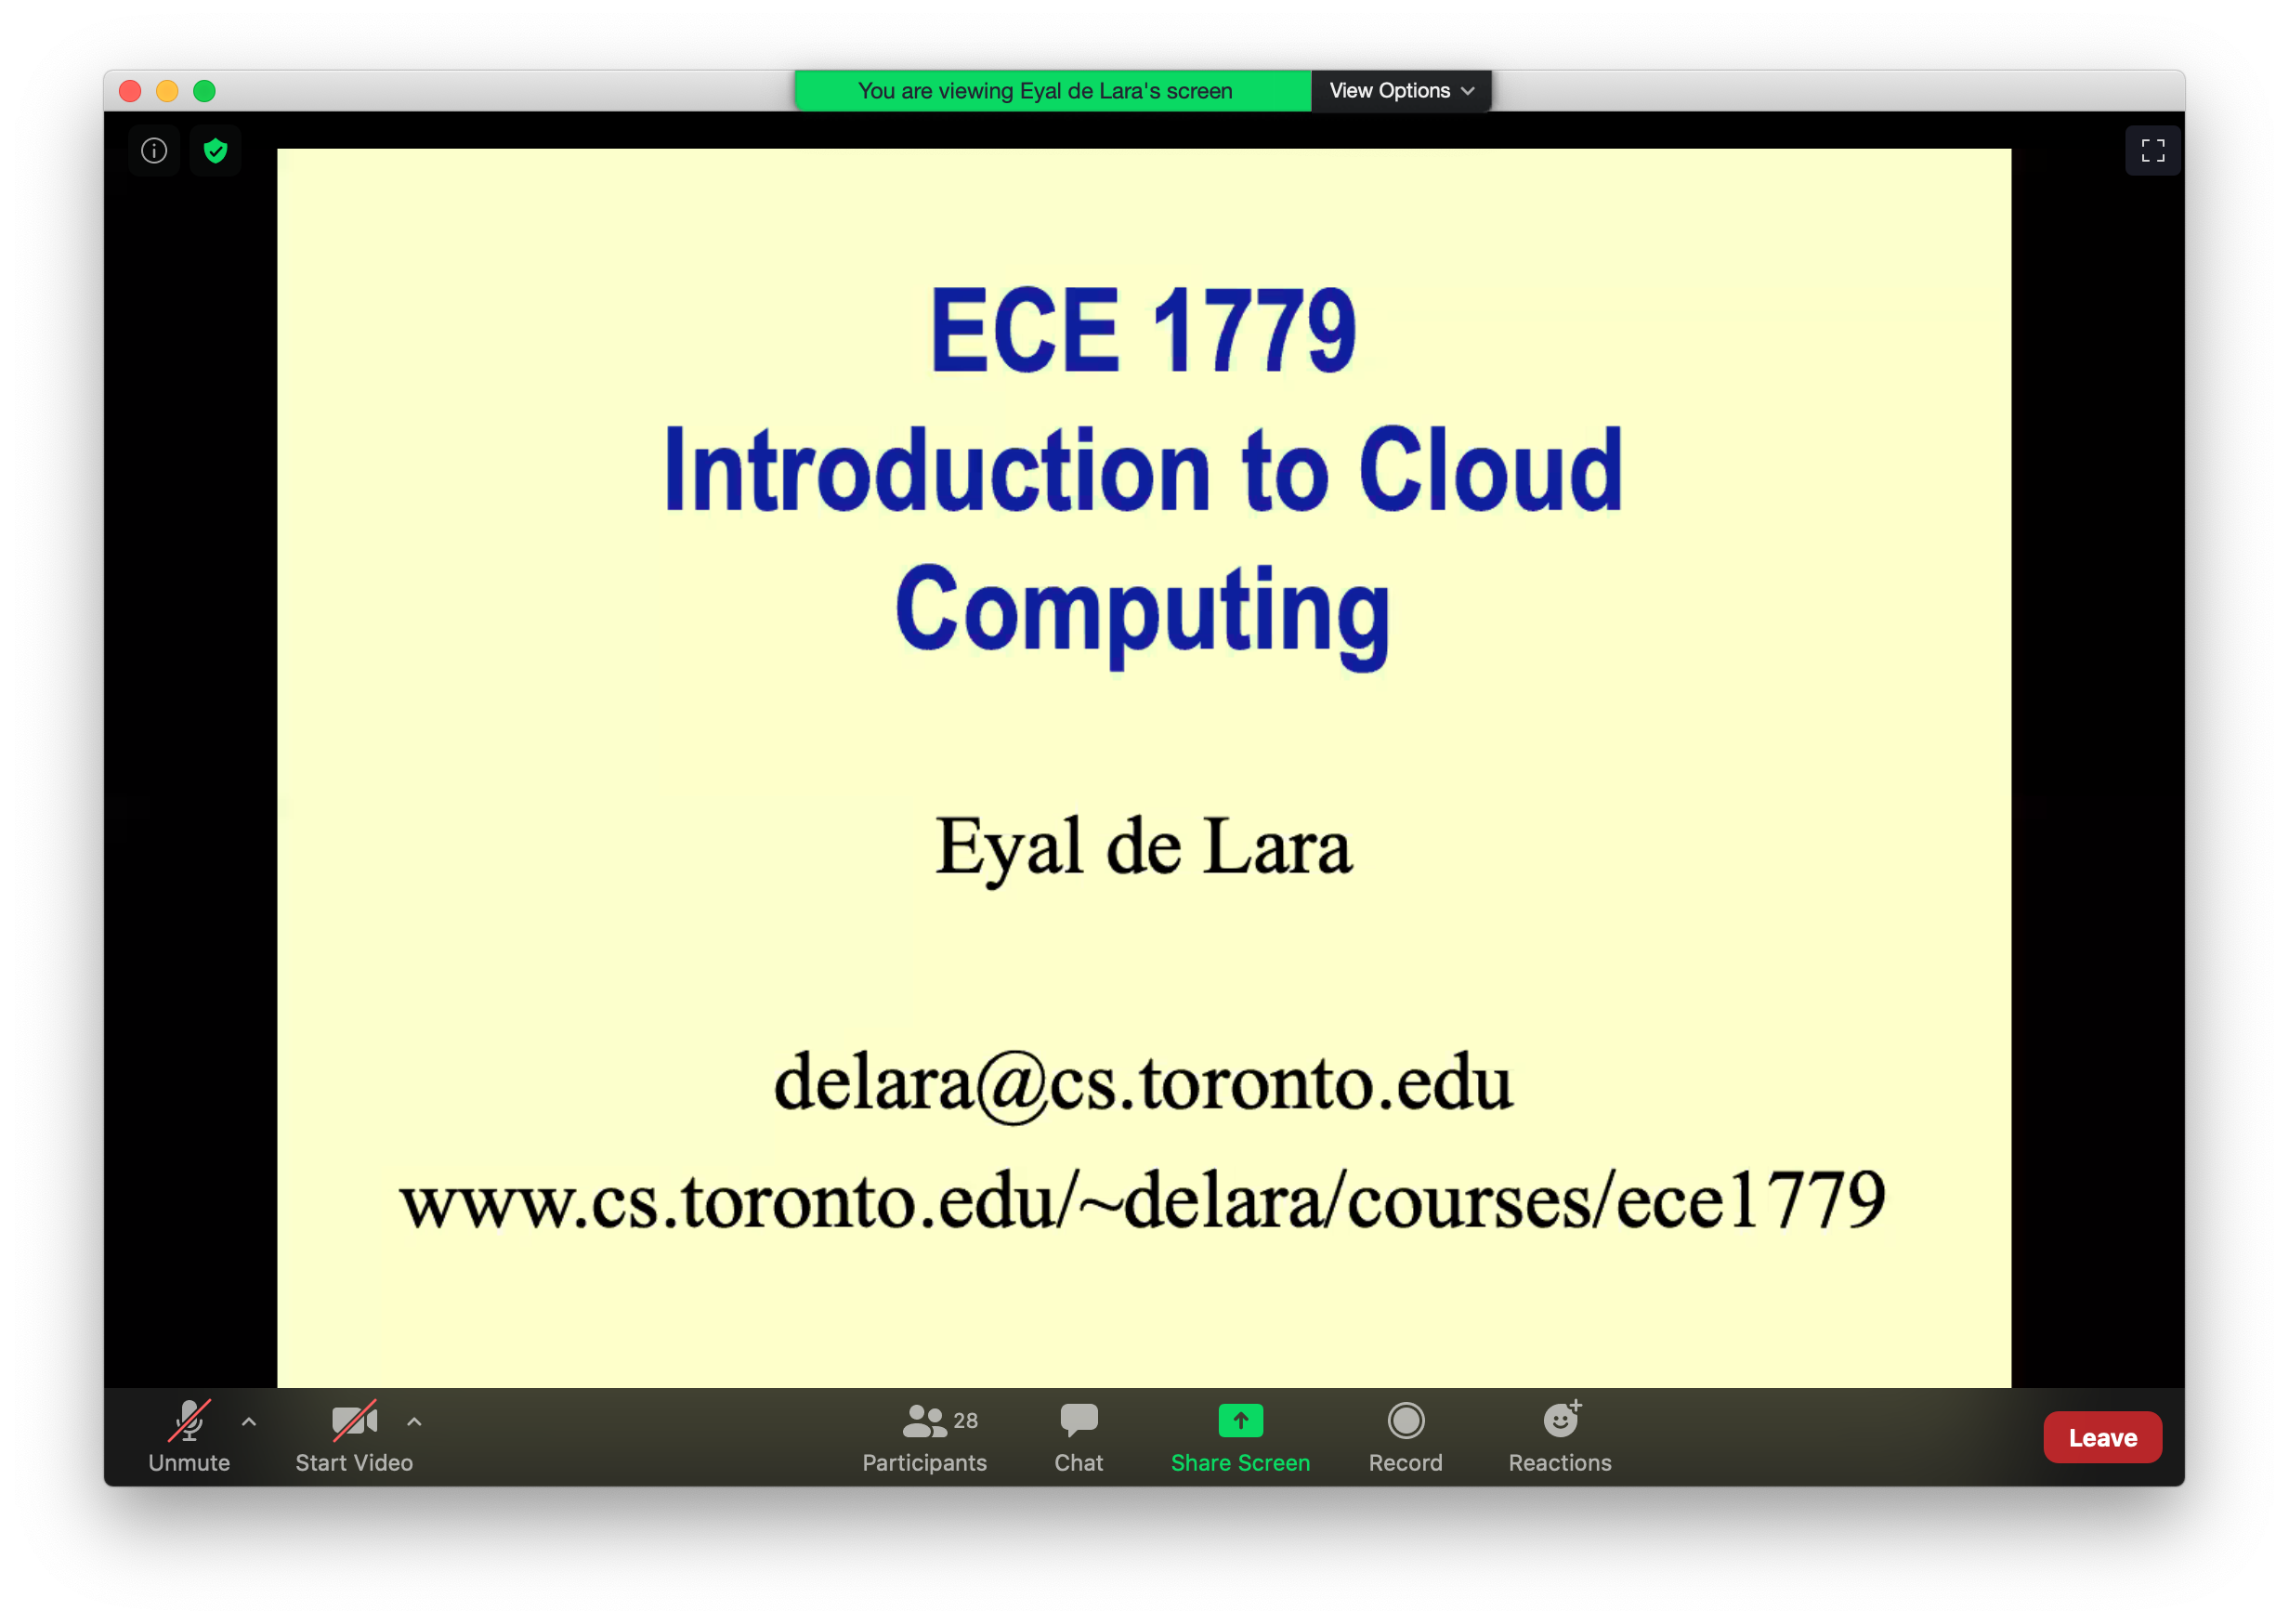 You are viewing Eyal de Lara's screen
View Options
ECE 1779
Introduction to Cloud
Computing
Eyal de Lara
delara@cs.toronto.edu
www.cs.toronto.edu/~delara/courses/ece1779
28
Unmute
Start Video
Participants
Chat
Share Screen
Record
Reactions
Leave